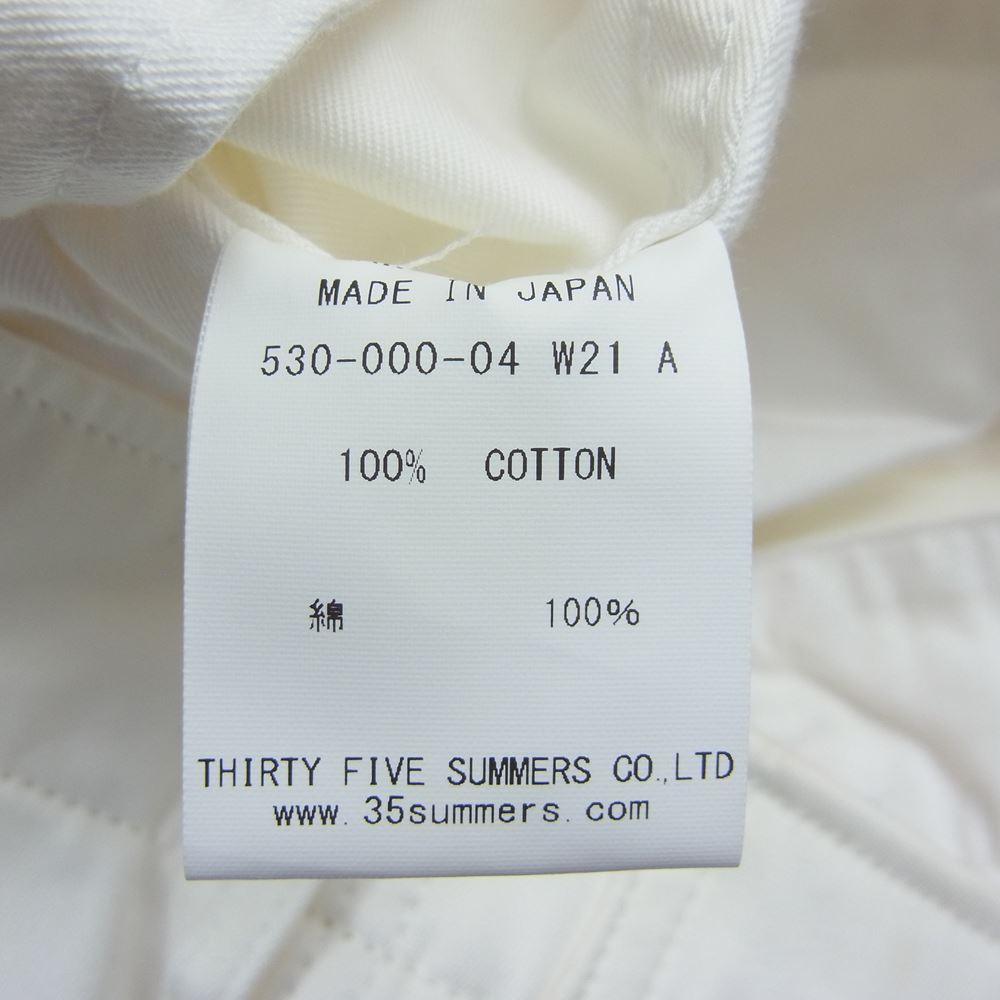 MADE IN JAPAN
530-000-04 W21 A
100% COTTON
綿 100%
THIRTY FIVE SUMMERS CO.,LTD
www.35summers.com